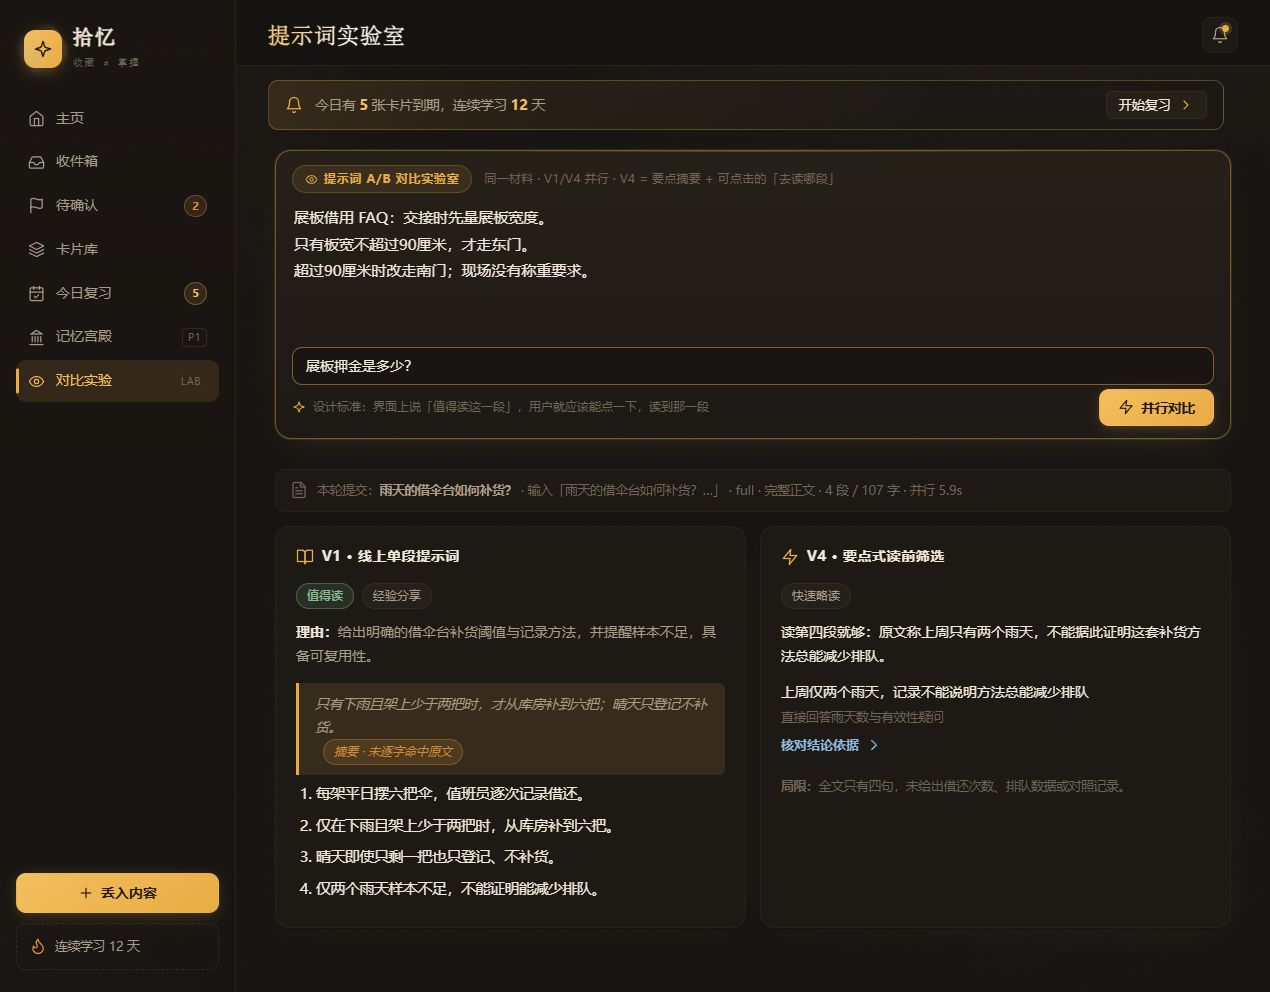 拾忆
收藏 ≠ 掌握
主页
收件箱
待确认 2
卡片库
今日复习 5
记忆宫殿 P1
对比实验 LAB
丢入内容
连续学习 12 天
提示词实验室
今日有 5 张卡片到期，连续学习 12 天
开始复习
提示词 A/B 对比实验室 同一材料 · V1/V4 并行 · V4 = 要点摘要 + 可点击的「去读哪段」
展板借用 FAQ：交接时先量展板宽度。
只有板宽不超过90厘米，才走东门。
超过90厘米时改走南门；现场没有称重要求。
展板押金是多少？
设计标准：界面上说「值得读这一段」，用户就应该能点一下，读到那一段
并行对比
本轮提交：雨天的借伞台如何补货？ · 输入「雨天的借伞台如何补货？…」 · full · 完整正文 · 4 段 / 107 字 · 并行 5.9s
V1 • 线上单段提示词
值得读 经验分享
理由：给出明确的借伞台补货阈值与记录方法，并提醒样本不足，具
备可复用性。
只有下雨且架上少于两把时，才从库房补到六把；晴天只登记不补
货。
摘要 · 未逐字命中原文
1. 每架平日摆六把伞，值班员逐次记录借还。
2. 仅在下雨且架上少于两把时，从库房补到六把。
3. 晴天即使只剩一把也只登记、不补货。
4. 仅两个雨天样本不足，不能证明能减少排队。
V4 • 要点式读前筛选
快速略读
读第四段就够：原文称上周只有两个雨天，不能据此证明这套补货方
法总能减少排队。
上周仅两个雨天，记录不能说明方法总能减少排队
直接回答雨天数与有效性疑问
核对结论依据
局限：全文只有四句，未给出借还次数、排队数据或对照记录。